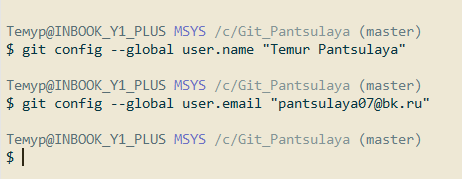 Темур@INBOOK_Y1_PLUS MSYS /c/Git_Pantsulaya (master)
$ git config --global user.name "Temur Pantsulaya"
Темур@INBOOK_Y1_PLUS MSYS /c/Git_Pantsulaya (master)
$ git config --global user.email "pantsulaya07@bk.ru"
Темур@INBOOK_Y1_PLUS MSYS /c/Git_Pantsulaya (master)
$